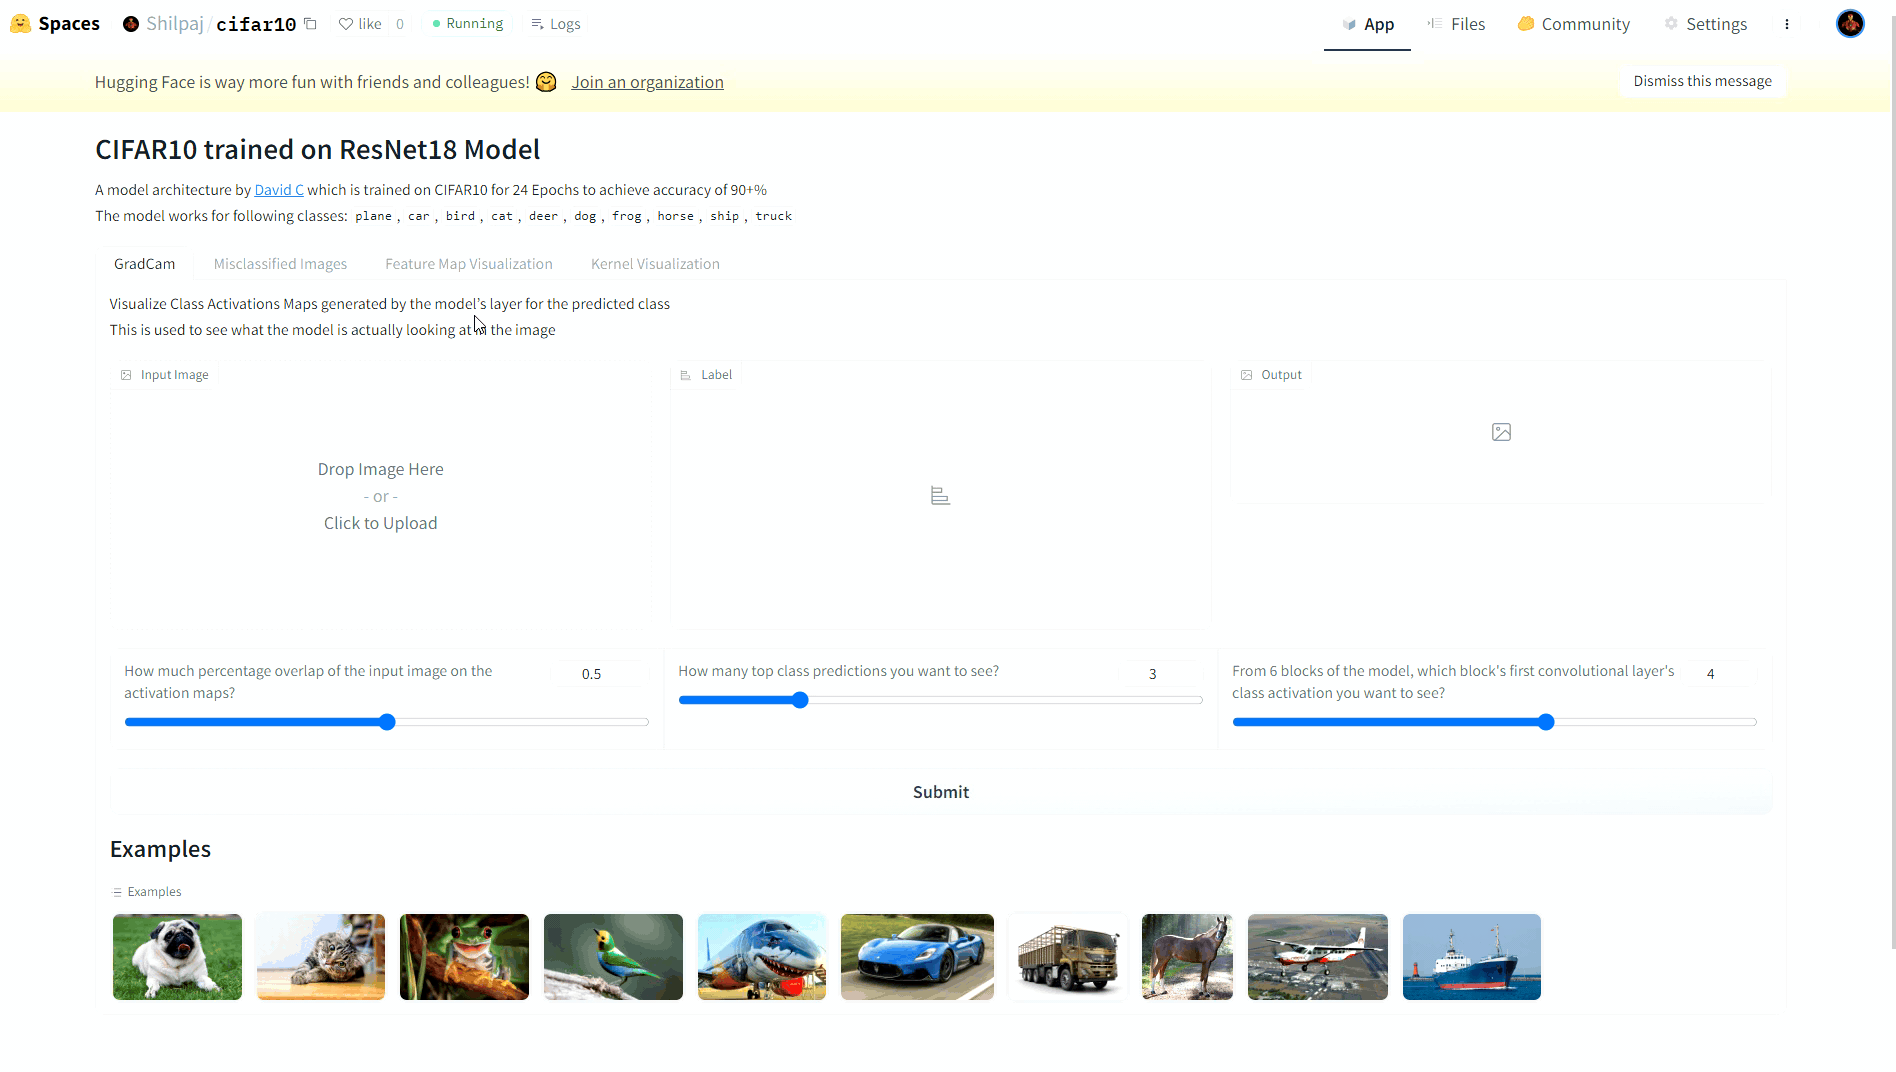 Spaces
Shilpaj / cifar10
like 0
Running
Logs
App
Files
Community
Settings
Hugging Face is way more fun with friends and colleagues! 🤗 Join an organization
Dismiss this message
CIFAR10 trained on ResNet18 Model
A model architecture by David C which is trained on CIFAR10 for 24 Epochs to achieve accuracy of 90+%
The model works for following classes: plane , car , bird , cat , deer , dog , frog , horse , ship , truck
GradCam
Misclassified Images
Feature Map Visualization
Kernel Visualization
Visualize Class Activations Maps generated by the model's layer for the predicted class
This is used to see what the model is actually looking at in the image
Input Image
Label
Output
Drop Image Here
- or -
Click to Upload
How much percentage overlap of the input image on the
activation maps?
0.5
How many top class predictions you want to see?
3
From 6 blocks of the model, which block's first convolutional layer's
class activation you want to see?
4
Submit
Examples
Examples